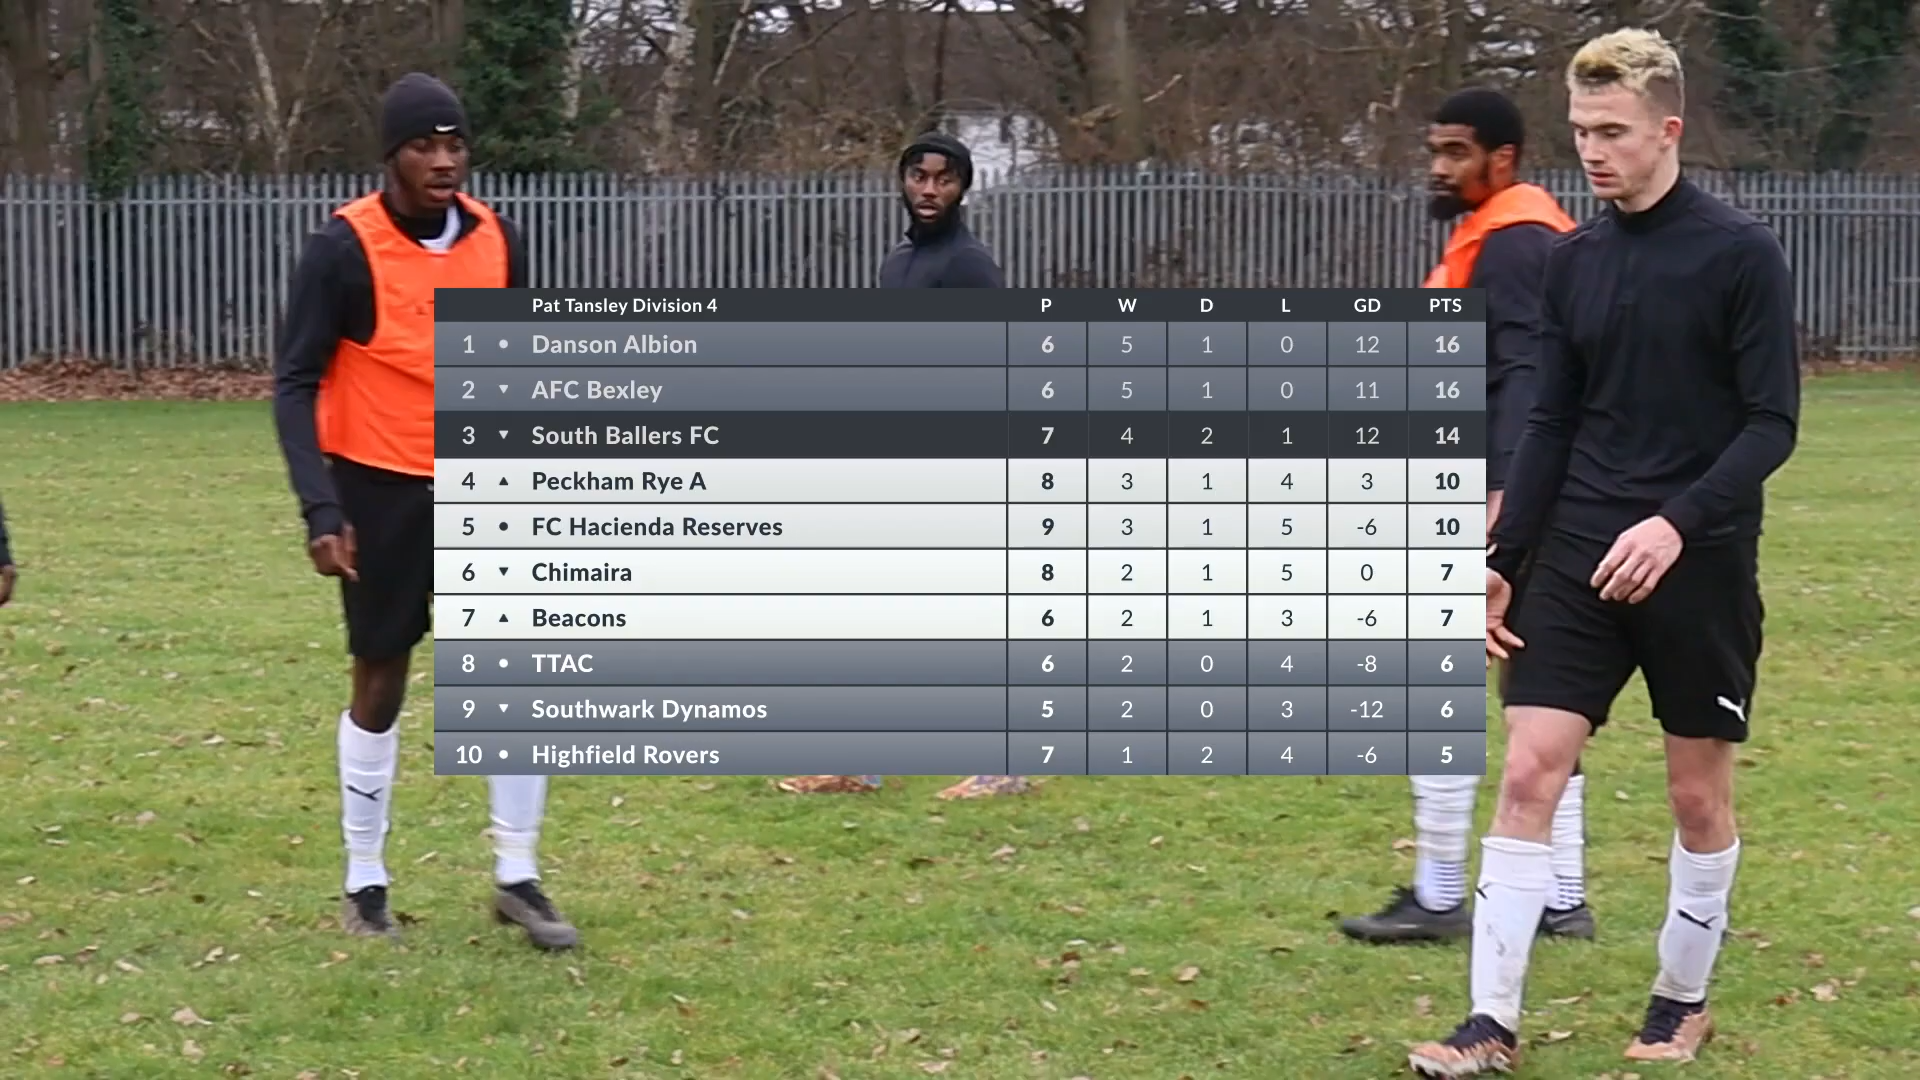 Pat Tansley Division 4 P W D L GD PTS
1 • Danson Albion 6 5 1 0 12 16
2 ▼ AFC Bexley 6 5 1 0 11 16
3 ▼ South Ballers FC 7 4 2 1 12 14
4 ▲ Peckham Rye A 8 3 1 4 3 10
5 • FC Hacienda Reserves 9 3 1 5 -6 10
6 ▼ Chimaira 8 2 1 5 0 7
7 ▲ Beacons 6 2 1 3 -6 7
8 • TTAC 6 2 0 4 -8 6
9 ▼ Southwark Dynamos 5 2 0 3 -12 6
10 • Highfield Rovers 7 1 2 4 -6 5